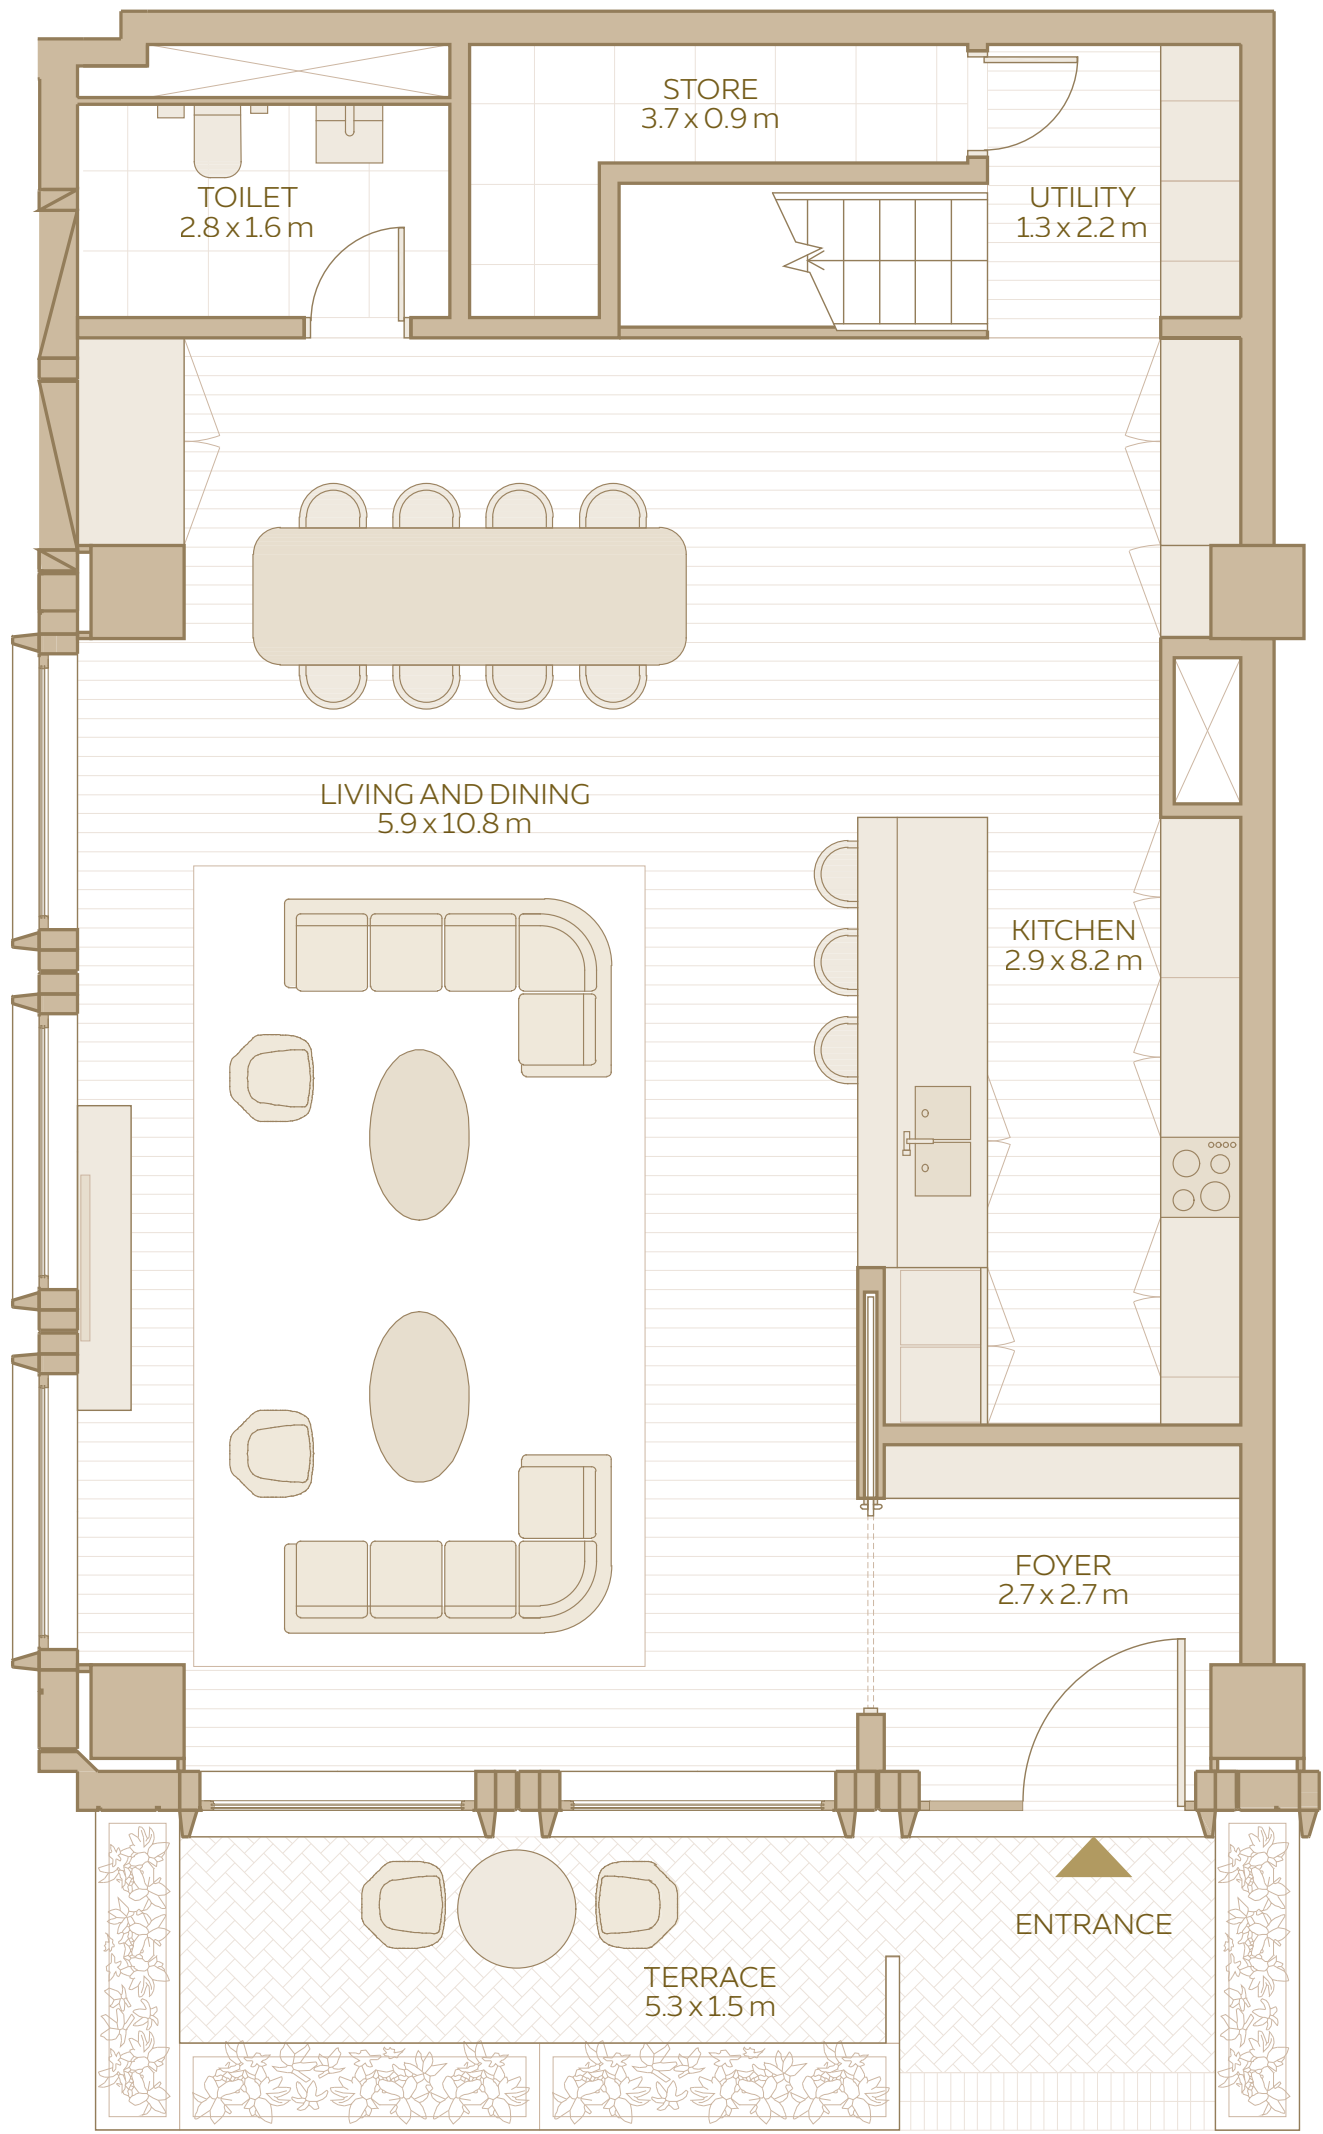 STORE
3.7 x 0.9 m
TOILET
2.8 x 1.6 m
UTILITY
1.3 x 2.2 m
LIVING AND DINING
5.9 x 10.8 m
KITCHEN
2.9 x 8.2 m
FOYER
2.7 x 2.7 m
ENTRANCE
TERRACE
5.3 x 1.5 m